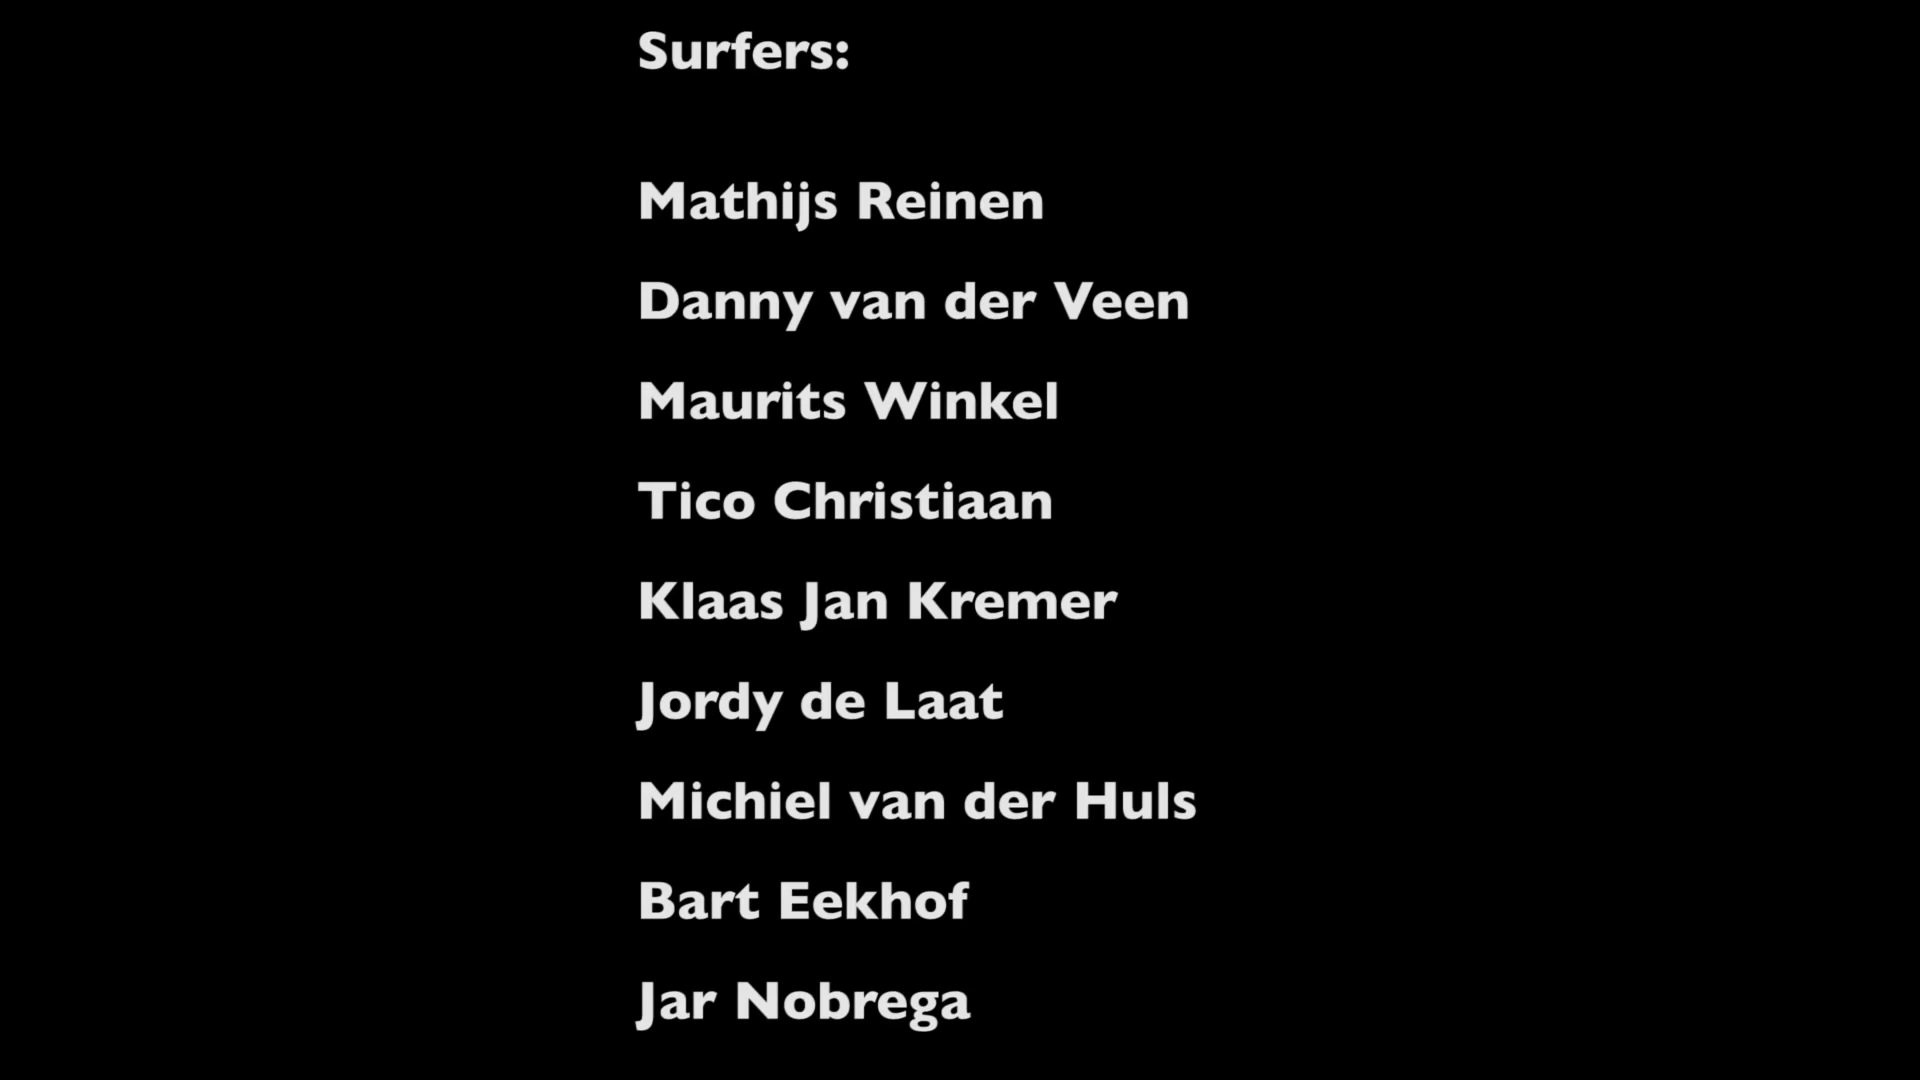 Surfers:
Mathijs Reinen
Danny van der Veen
Maurits Winkel
Tico Christiaan
Klaas Jan Kremer
Jordy de Laat
Michiel van der Huls
Bart Eekhof
Jar Nobrega